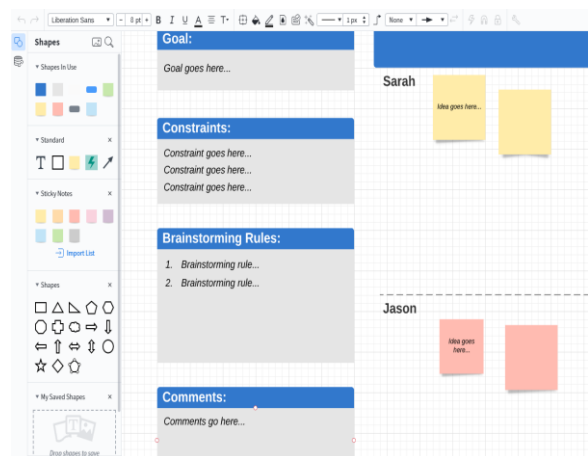 Liberation Sans
0 pt
B I U A T
1 px
None
Shapes
Shapes In Use
Standard
T
Sticky Notes
Import List
Shapes
My Saved Shapes
T
Drop shapes to save
Goal:
Goal goes here...
Constraints:
Constraint goes here...
Constraint goes here...
Constraint goes here...
Brainstorming Rules:
1. Brainstorming rule...
2. Brainstorming rule...
Comments:
Comments go here...
Sarah
Idea goes here...
Jason
Idea goes
here...